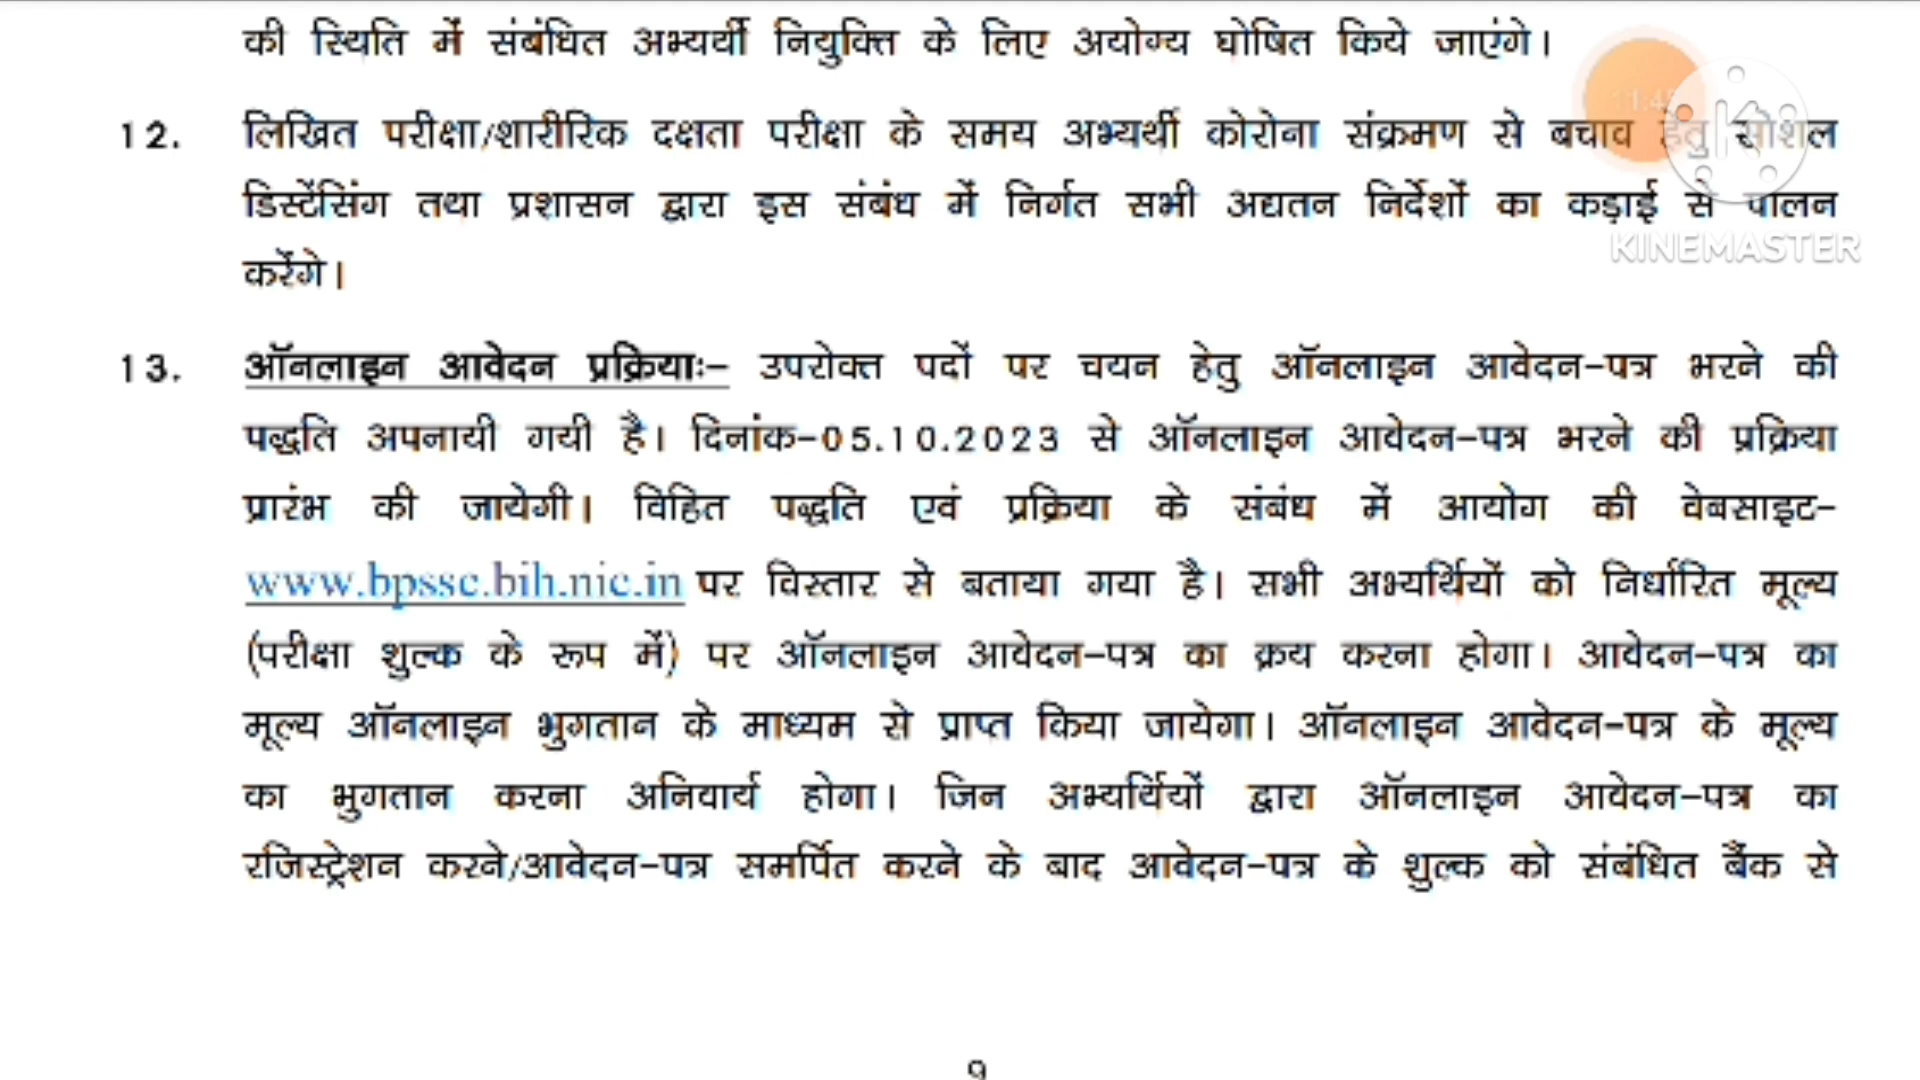 की स्थिति में संबंधित अभ्यर्थी नियुक्ति के लिए अयोग्य घोषित किये जाएंगे।
12. लिखित परीक्षा/शारीरिक दक्षता परीक्षा के समय अभ्यर्थी कोरोना संक्रमण से बचाव हेतु सोशल
डिस्टेंसिंग तथा प्रशासन द्वारा इस संबंध में निर्गत सभी अद्यतन निर्देशों का कड़ाई से पालन
KINEMASTER
करेंगे।
13. ऑनलाइन आवेदन प्रक्रियाः- उपरोक्त पदों पर चयन हेतु ऑनलाइन आवेदन-पत्र भरने की
पद्धति अपनायी गयी है। दिनांक-05.10.2023 से ऑनलाइन आवेदन-पत्र भरने की प्रक्रिया
प्रारंभ की जायेगी। विहित पद्धति एवं प्रक्रिया के संबंध में आयोग की वेबसाइट-
www.bpssc.bih.nic.in पर विस्तार से बताया गया है। सभी अभ्यर्थियों को निर्धारित मूल्य
(परीक्षा शुल्क के रूप में) पर ऑनलाइन आवेदन-पत्र का क्रय करना होगा। आवेदन-पत्र का
मूल्य ऑनलाइन भुगतान के माध्यम से प्राप्त किया जायेगा। ऑनलाइन आवेदन-पत्र के मूल्य
का भुगतान करना अनिवार्य होगा। जिन अभ्यर्थियों द्वारा ऑनलाइन आवेदन-पत्र का
रजिस्ट्रेशन करने/आवेदन-पत्र समर्पित करने के बाद आवेदन-पत्र के शुल्क को संबंधित बैंक से
9